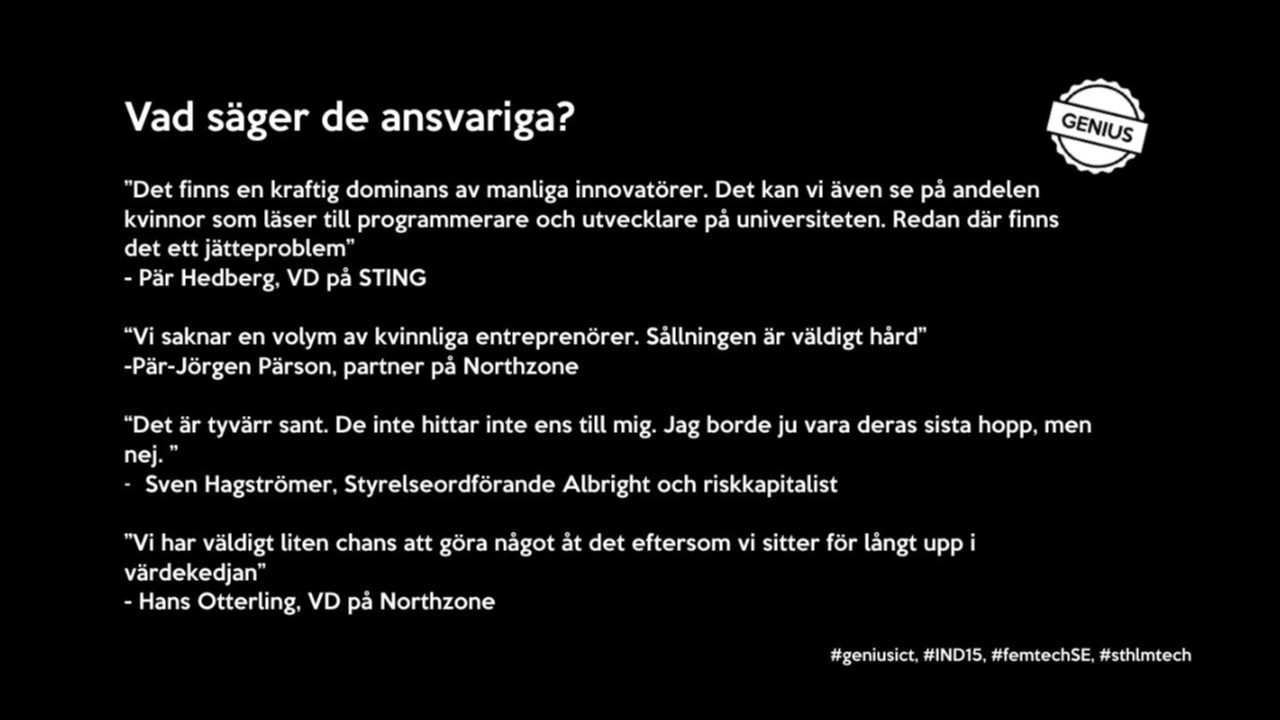 Vad säger de ansvariga?
GENIUS
”Det finns en kraftig dominans av manliga innovatörer. Det kan vi även se på andelen
kvinnor som läser till programmerare och utvecklare på universiteten. Redan där finns
det ett jätteproblem”
- Pär Hedberg, VD på STING
“Vi saknar en volym av kvinnliga entreprenörer. Sållningen är väldigt hård”
-Pär-Jörgen Pärson, partner på Northzone
“Det är tyvärr sant. De inte hittar inte ens till mig. Jag borde ju vara deras sista hopp, men
nej. ”
- Sven Hagströmer, Styrelseordförande Albright och riskkapitalist
”Vi har väldigt liten chans att göra något åt det eftersom vi sitter för långt upp i
värdekedjan”
- Hans Otterling, VD på Northzone
#geniusict, #IND15, #femtechSE, #sthlmtech